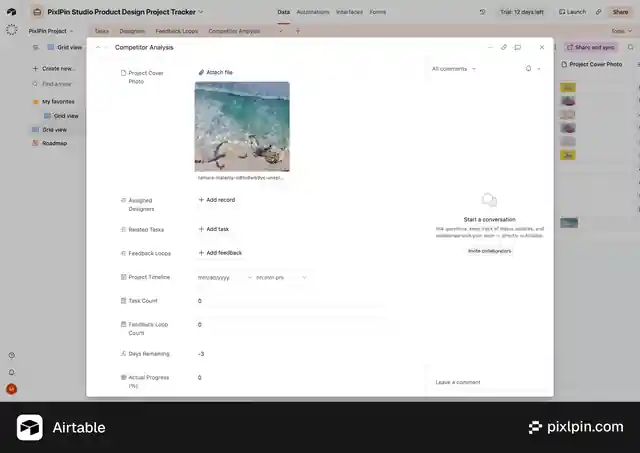 PixlPin Studio Product Design Project Tracker
Data
Automations
Interfaces
Forms
Trial: 12 days left
Launch
Share
PixlPin Project
Tasks
Designers
Feedback Loops
Competitor Analysis
Tools
Grid view
Share and sync
Create new...
Find a view
My favorites
Grid view
Grid view
Roadmap
Project Cover Photo
Competitor Analysis
Project Cover
Photo
Attach file
All comments
Assigned
Designers
Add record
Related Tasks
Add task
Feedback Loops
Add feedback
Project Timeline
mm/dd/yyyy
hh:mm pm
Task Count
0
Feedback Loop
Count
0
Days Remaining
-3
Actual Progress
(%)
0
Start a conversation
Invite collaborators
Leave a comment
Airtable
pixlpin.com